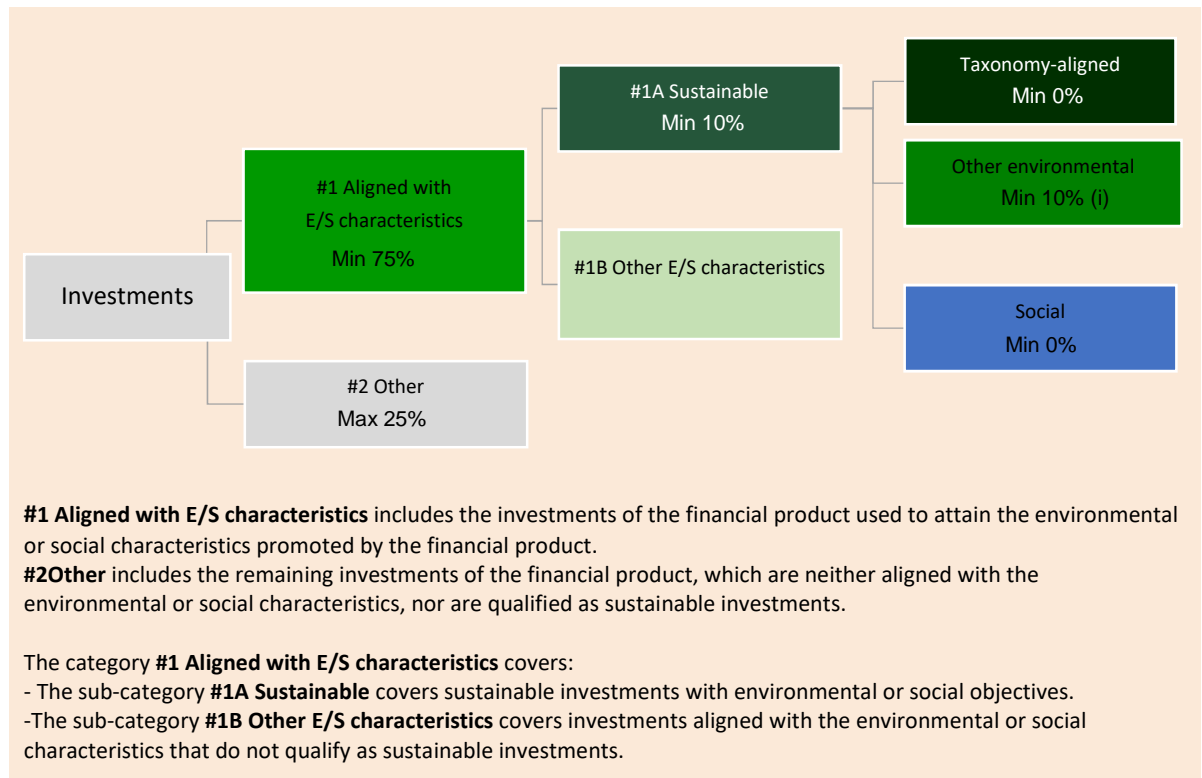 Investments
#1 Aligned with
E/S characteristics
Min 75%
#2 Other
Max 25%
#1A Sustainable
Min 10%
#1B Other E/S characteristics
Taxonomy-aligned
Min 0%
Other environmental
Min 10% (i)
Social
Min 0%
#1 Aligned with E/S characteristics includes the investments of the financial product used to attain the environmental
or social characteristics promoted by the financial product.
#2Other includes the remaining investments of the financial product, which are neither aligned with the
environmental or social characteristics, nor are qualified as sustainable investments.
The category #1 Aligned with E/S characteristics covers:
- The sub-category #1A Sustainable covers sustainable investments with environmental or social objectives.
-The sub-category #1B Other E/S characteristics covers investments aligned with the environmental or social
characteristics that do not qualify as sustainable investments.